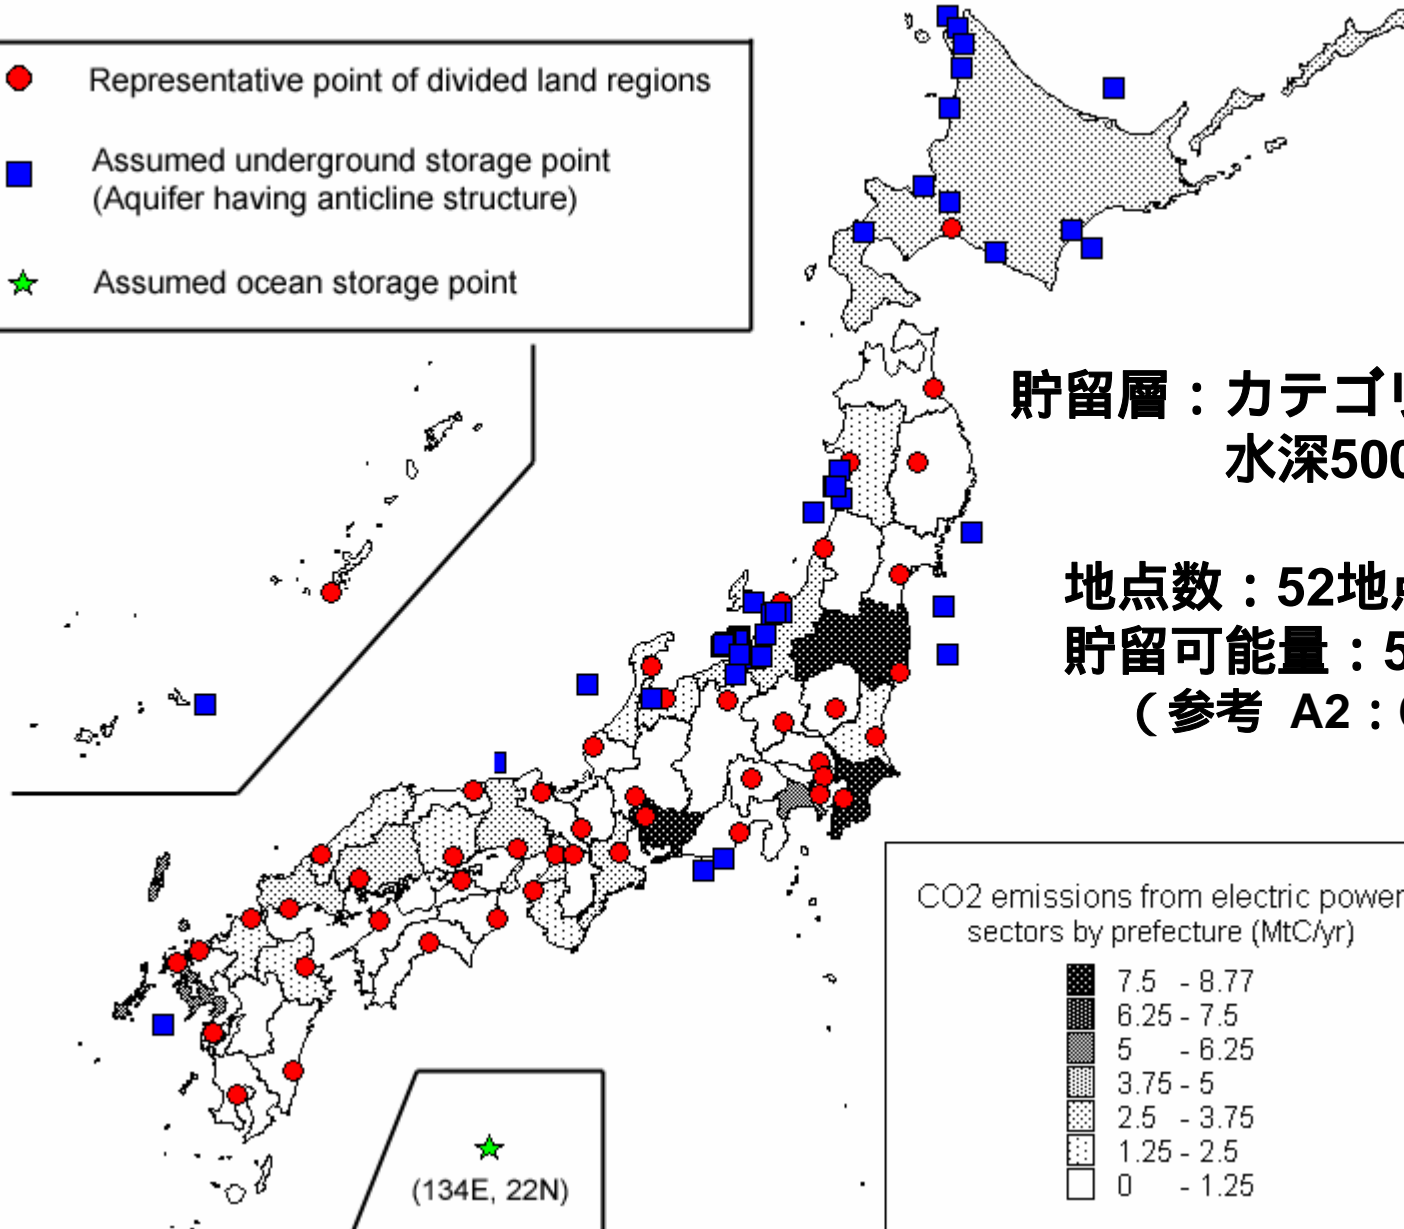 Representative point of divided land regions
Assumed underground storage point
(Aquifer having anticline structure)
Assumed ocean storage point
貯留層：カテゴリ
水深500
地点数：52地点
貯留可能量：5
（参考 A2：
CO2 emissions from electric power
sectors by prefecture (MtC/yr)
7.5 - 8.77
6.25 - 7.5
5 - 6.25
3.75 - 5
2.5 - 3.75
1.25 - 2.5
0 - 1.25
(134E, 22N)